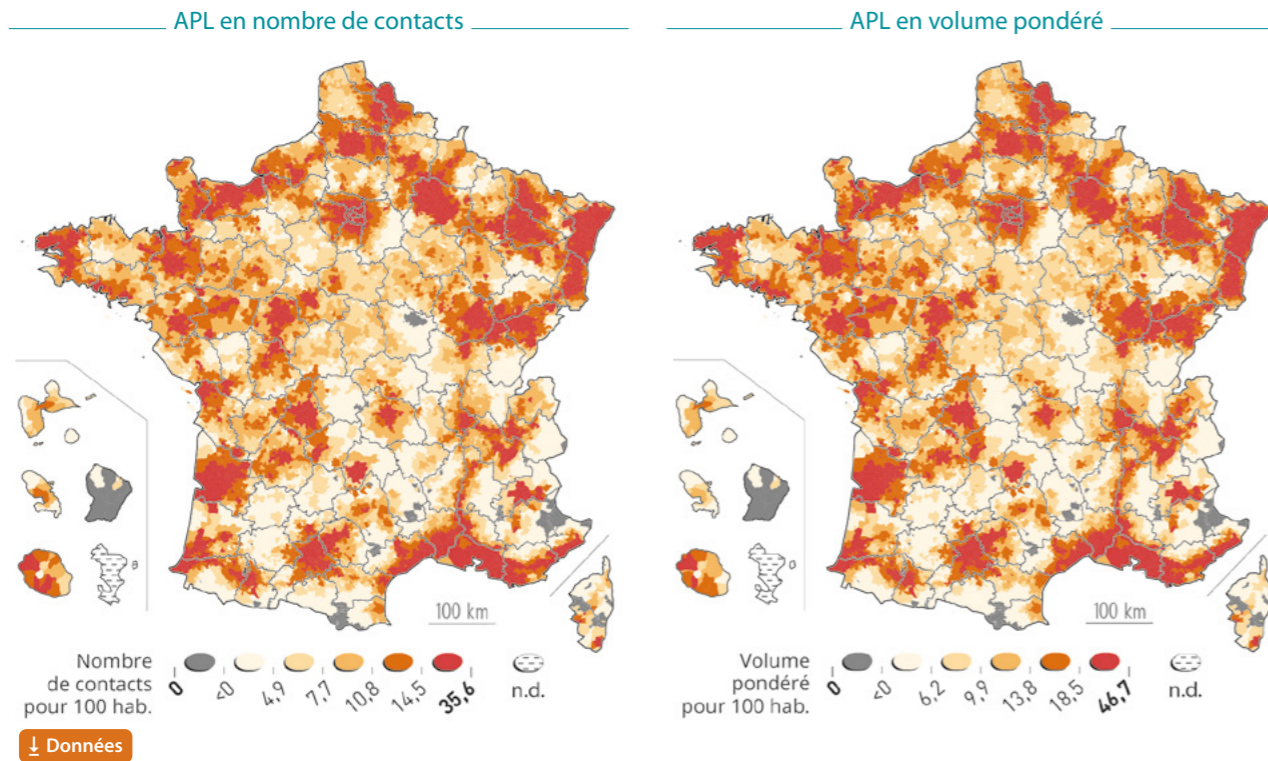 APL en nombre de contacts
100 km
Nombre
de contacts
pour 100 hab.
0
<0
4,9
7,7
10,8
14,5
35,6
n.d.
Données
APL en volume pondéré
100 km
Volume
pondéré
pour 100 hab.
0
<0
6,2
9,9
13,8
18,5
46,7
n.d.